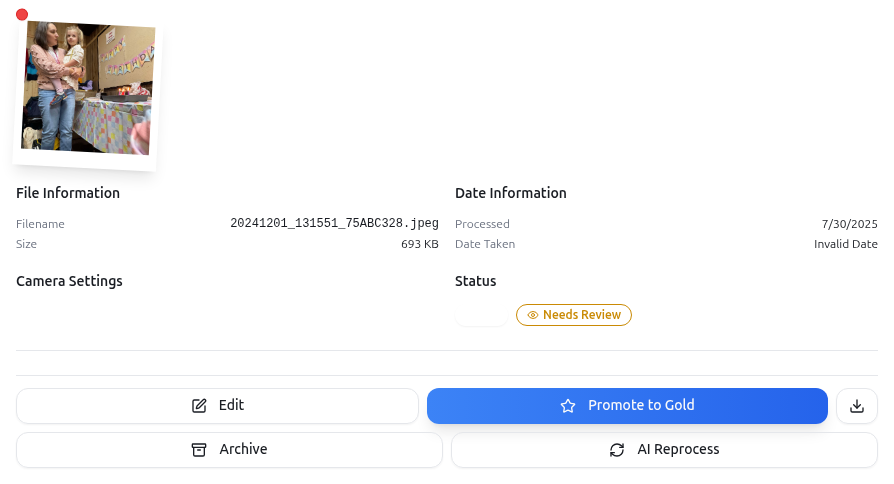 File Information
Filename 20241201_131551_75ABC328.jpeg
Size 693 KB
Camera Settings
Date Information
Processed 7/30/2025
Date Taken Invalid Date
Status
Needs Review
Edit
Promote to Gold
Archive
AI Reprocess